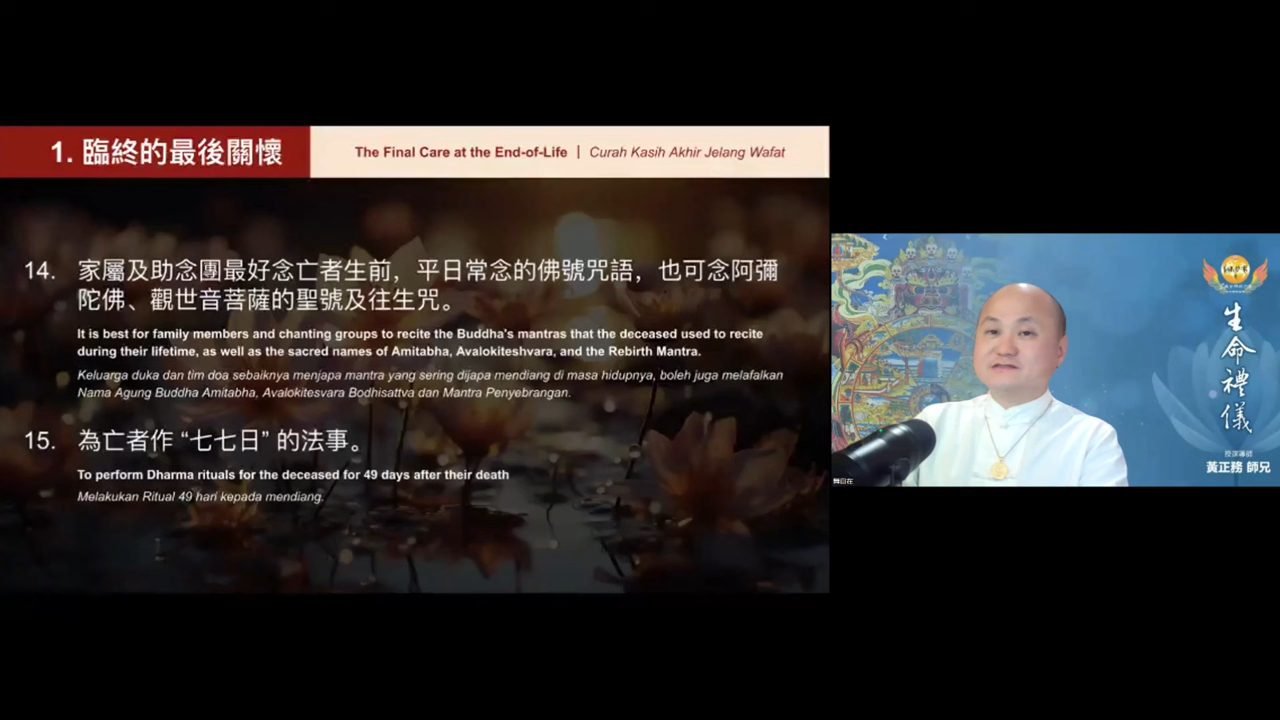 1. 臨終的最後關懷
The Final Care at the End-of-Life | Curah Kasih Akhir Jelang Wafat
14. 家屬及助念團最好念亡者生前，平日常念的佛號咒語，也可念阿彌
陀佛、觀世音菩薩的聖號及往生咒。
It is best for family members and chanting groups to recite the Buddha's mantras that the deceased used to recite
during their lifetime, as well as the sacred names of Amitabha, Avalokiteshvara, and the Rebirth Mantra.
Keluarga duka dan tim doa sebaiknya menjapa mantra yang sering dijapa mendiang di masa hidupnya, boleh juga melafalkan
Nama Agung Buddha Amitabha, Avalokitesvara Bodhisattva dan Mantra Penyebrangan.
15. 為亡者作 “七七日” 的法事。
To perform Dharma rituals for the deceased for 49 days after their death
Melakukan Ritual 49 hari kepada mendiang.
生命禮儀
授課導師
黃正務 師兄